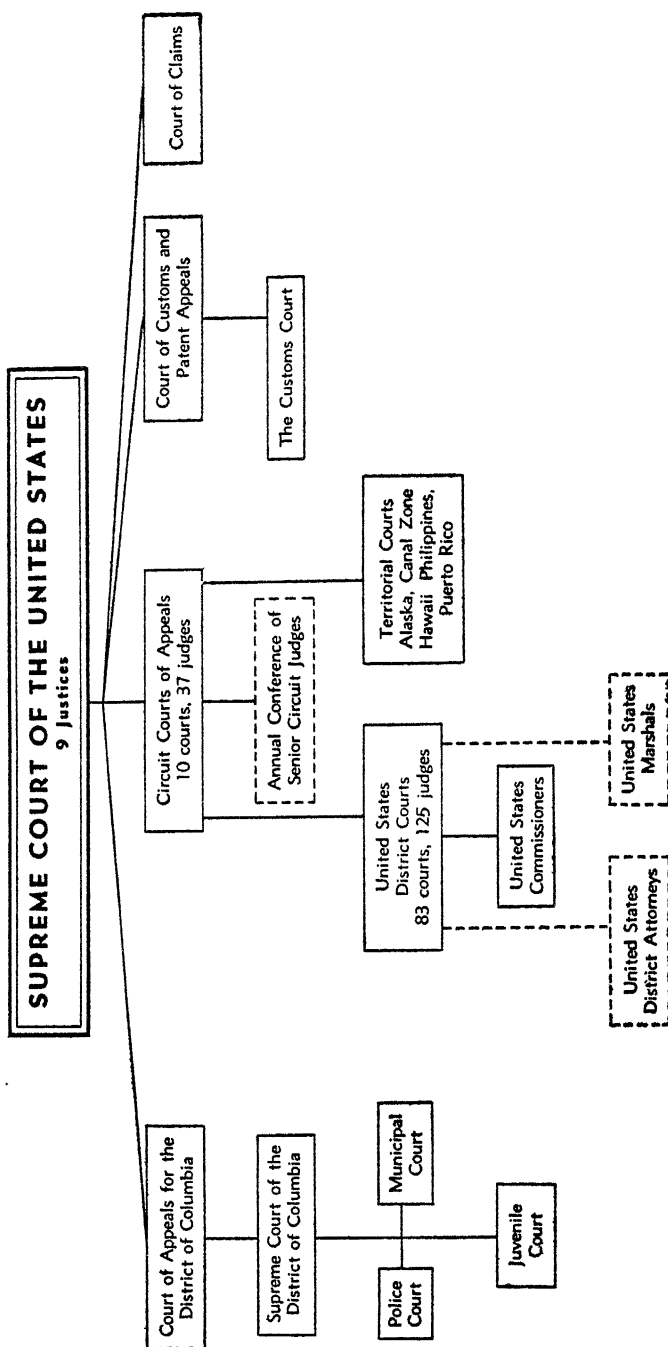 SUPREME COURT OF THE UNITED STATES
9 Justices
Court of Appeals for the
District of Columbia
Circuit Courts of Appeals
10 courts, 37 judges
Court of Customs and
Patent Appeals
Court of Claims
Supreme Court of the
District of Columbia
Annual Conference of
Senior Circuit Judges
The Customs Court
Police
Court
Municipal
Court
United States
District Courts
83 courts, 125 judges
Territorial Courts
Alaska, Canal Zone
Hawaii Philippines,
Puerto Rico
Juvenile
Court
United States
Commissioners
United States
District Attorneys
United States
Marshals